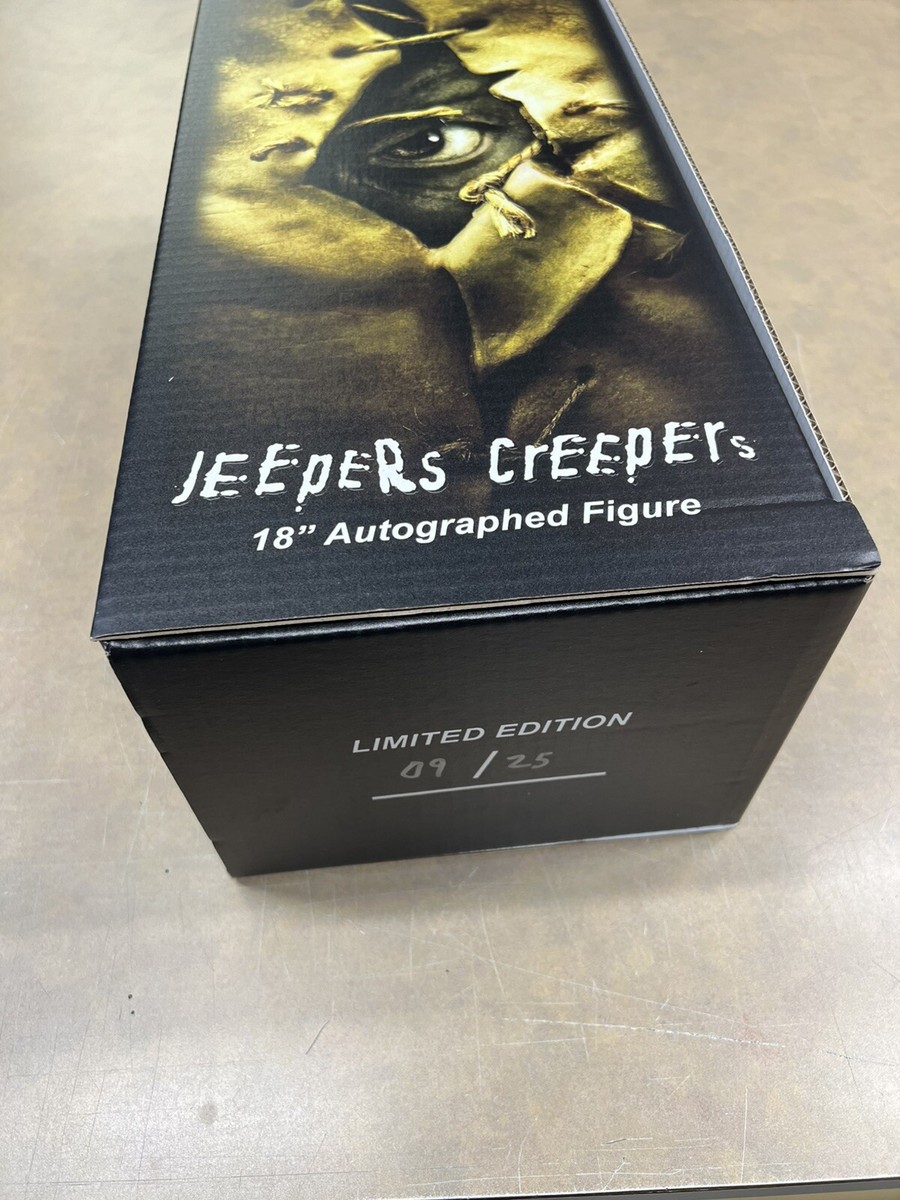 JEEpERs CrEEpErs
18” Autographed Figure
LIMITED EDITION
09 / 25